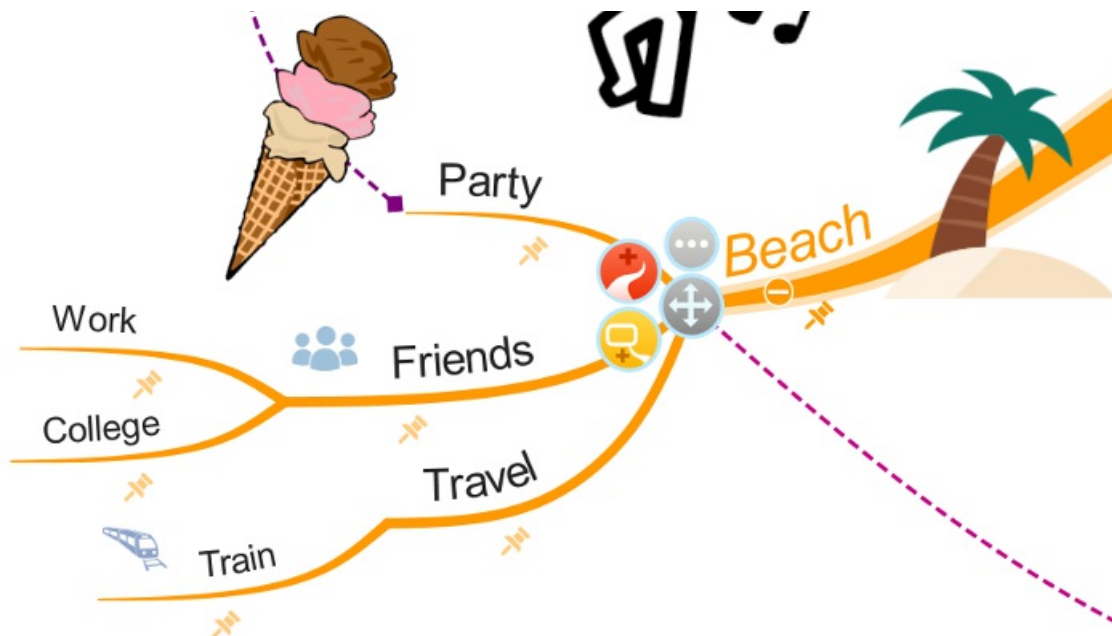 Party
Beach
Work
Friends
College
Travel
Train